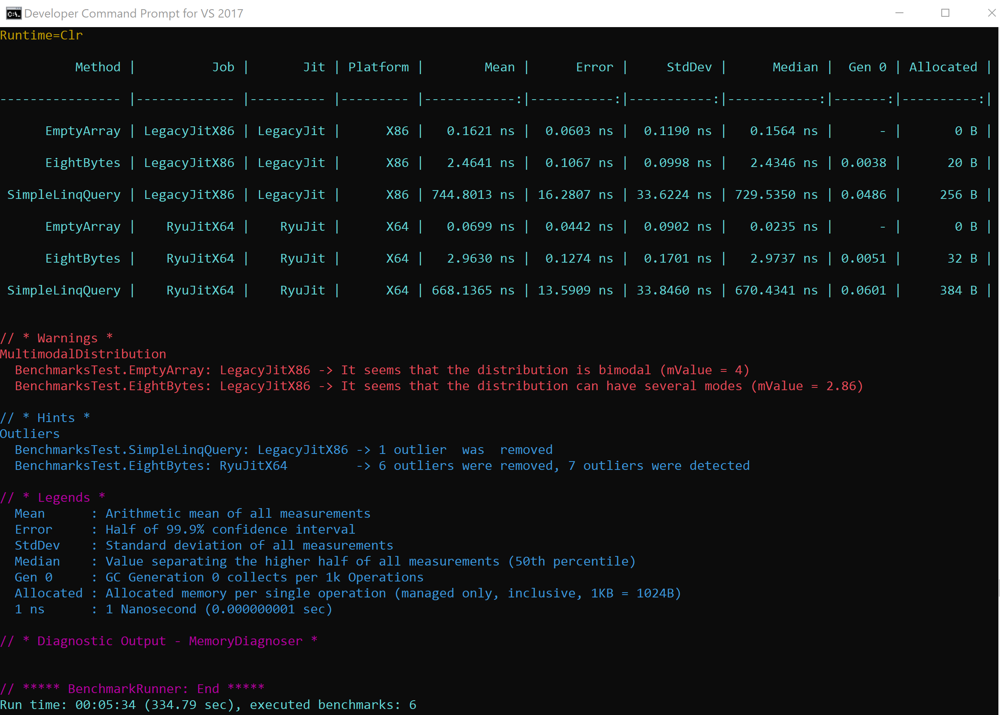 Developer Command Prompt for VS 2017
Runtime=Clr
          Method |           Job |       Jit | Platform |        Mean |       Error |      StdDev |      Median |  Gen 0 | Allocated |
---------------- |------------- |---------- |--------- |------------:|-----------:|-----------:|------------:|-------:|----------:|
      EmptyArray | LegacyJitX86 | LegacyJit |      X86 |   0.1621 ns |  0.0603 ns |  0.1190 ns |   0.1564 ns |      - |       0 B |
      EightBytes | LegacyJitX86 | LegacyJit |      X86 |   2.4641 ns |  0.1067 ns |  0.0998 ns |   2.4346 ns | 0.0038 |      20 B |
 SimpleLinqQuery | LegacyJitX86 | LegacyJit |      X86 | 744.8013 ns | 16.2807 ns | 33.6224 ns | 729.5350 ns | 0.0486 |     256 B |
      EmptyArray |    RyuJitX64 |    RyuJit |      X64 |   0.0699 ns |  0.0442 ns |  0.0902 ns |   0.0235 ns |      - |       0 B |
      EightBytes |    RyuJitX64 |    RyuJit |      X64 |   2.9630 ns |  0.1274 ns |  0.1701 ns |   2.9737 ns | 0.0051 |      32 B |
 SimpleLinqQuery |    RyuJitX64 |    RyuJit |      X64 | 668.1365 ns | 13.5909 ns | 33.8460 ns | 670.4341 ns | 0.0601 |     384 B |
// * Warnings *
MultimodalDistribution
  BenchmarksTest.EmptyArray: LegacyJitX86 -> It seems that the distribution is bimodal (mValue = 4)
  BenchmarksTest.EightBytes: LegacyJitX86 -> It seems that the distribution can have several modes (mValue = 2.86)
// * Hints *
Outliers
  BenchmarksTest.SimpleLinqQuery: LegacyJitX86 -> 1 outlier  was  removed
  BenchmarksTest.EightBytes: RyuJitX64         -> 6 outliers were removed, 7 outliers were detected
// * Legends *
  Mean      : Arithmetic mean of all measurements
  Error     : Half of 99.9% confidence interval
  StdDev    : Standard deviation of all measurements
  Median    : Value separating the higher half of all measurements (50th percentile)
  Gen 0     : GC Generation 0 collects per 1k Operations
  Allocated : Allocated memory per single operation (managed only, inclusive, 1KB = 1024B)
  1 ns      : 1 Nanosecond (0.000000001 sec)
// * Diagnostic Output - MemoryDiagnoser *
// ***** BenchmarkRunner: End *****
Run time: 00:05:34 (334.79 sec), executed benchmarks: 6